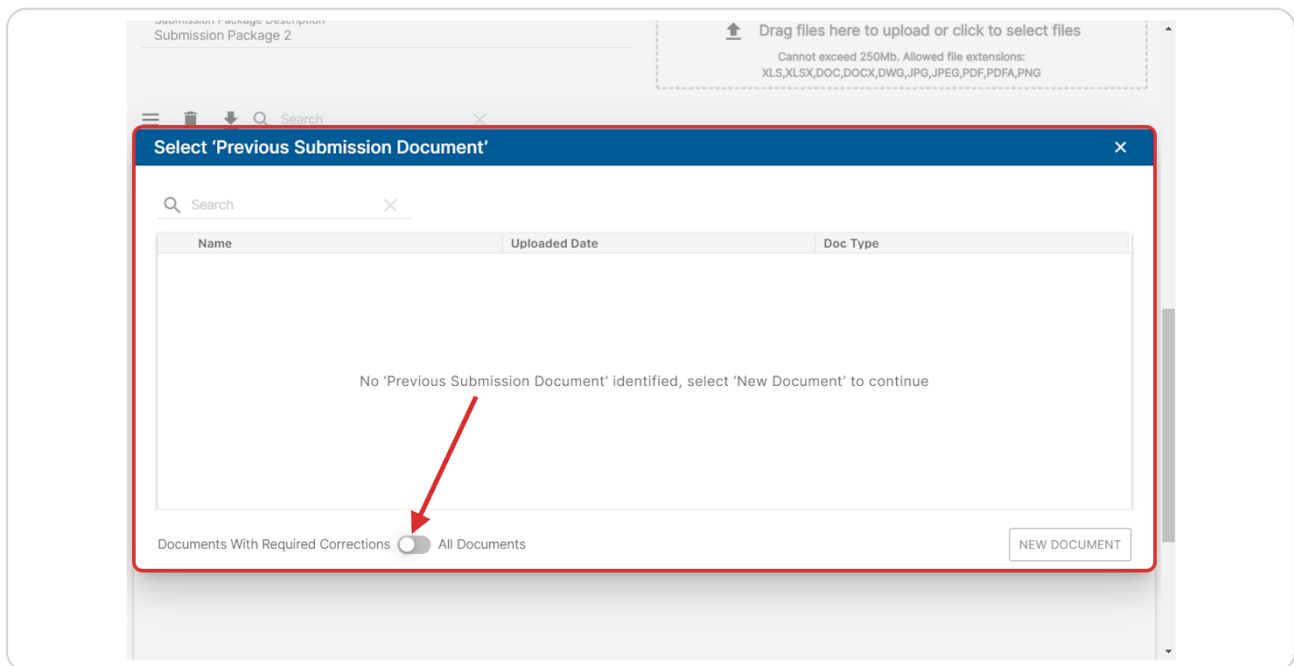 Submission Package Description
Submission Package 2
Drag files here to upload or click to select files
Cannot exceed 250Mb. Allowed file extensions:
XLS,XLSX,DOC,DOCX,DWG,JPG,JPEG,PDF,PDFA,PNG
Search
Select ‘Previous Submission Document’
Search
Name Uploaded Date Doc Type
No ‘Previous Submission Document’ identified, select ‘New Document’ to continue
Documents With Required Corrections All Documents
NEW DOCUMENT